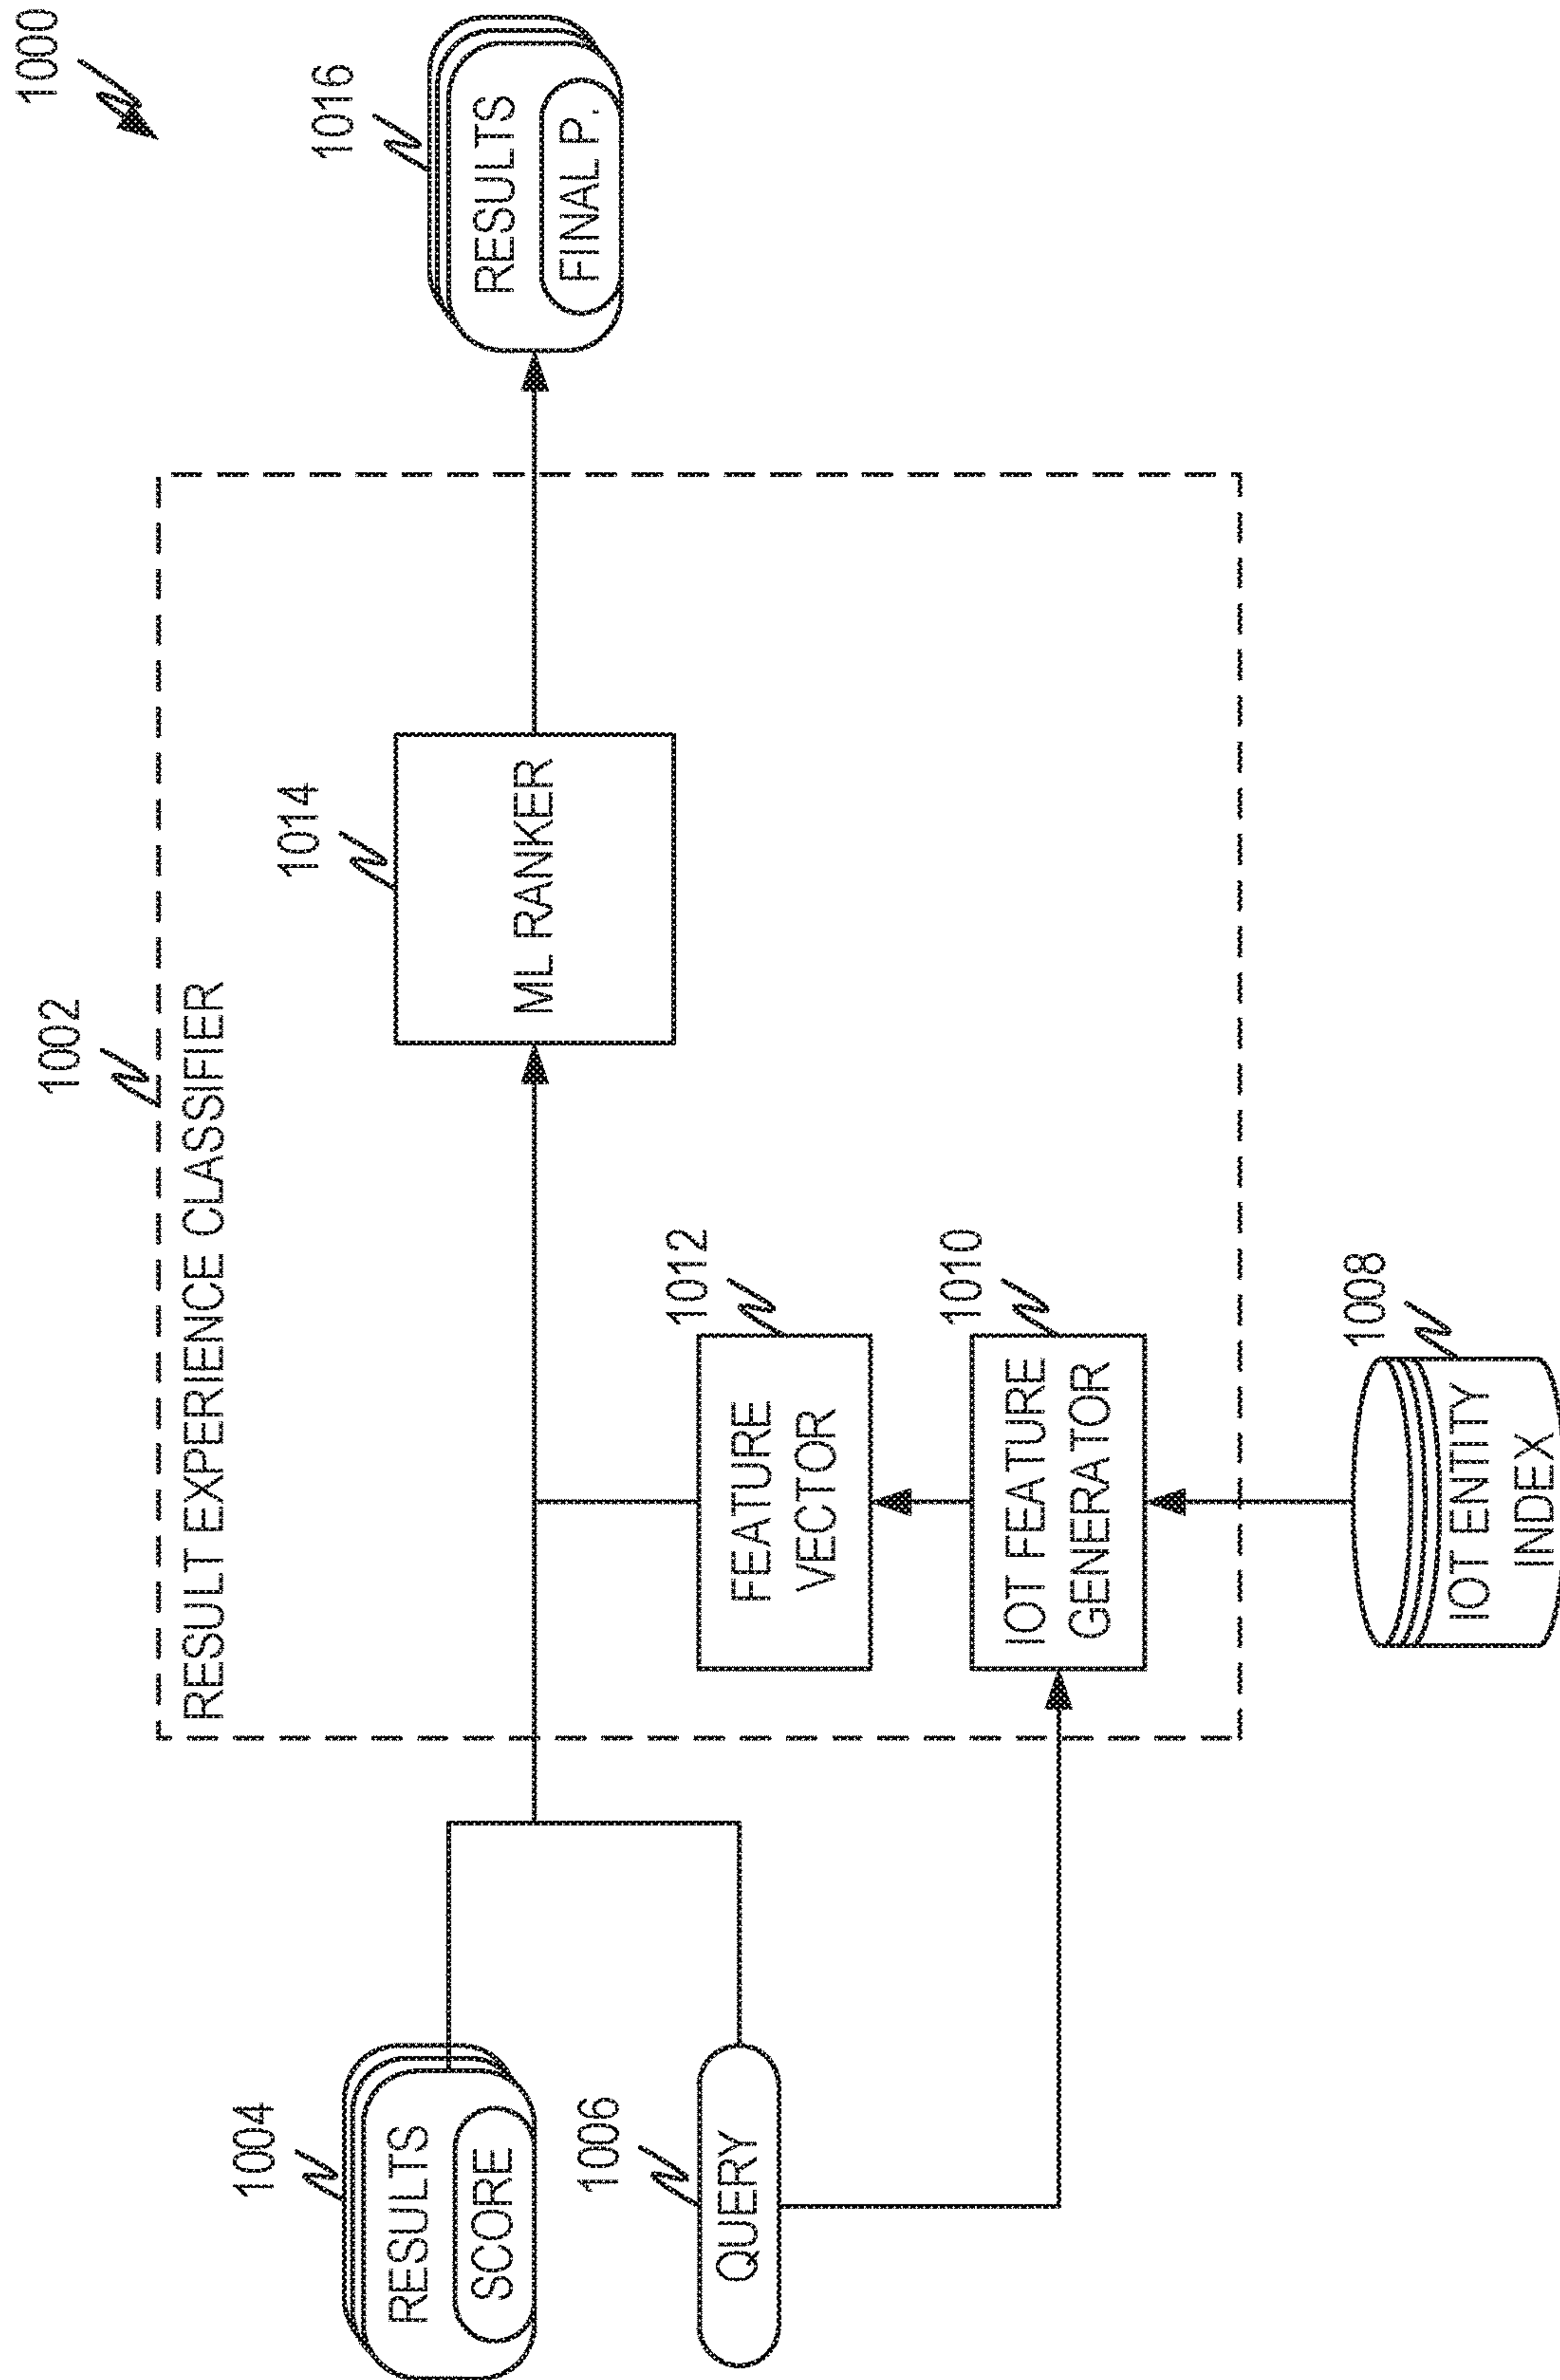 1000
1002
RESULT EXPERIENCE CLASSIFIER
1004
RESULTS
SCORE
1014
ML RANKER
1016
RESULTS
FINAL P.
1006
QUERY
1012
FEATURE
VECTOR
1010
IOT FEATURE
GENERATOR
1008
IOT ENTITY
INDEX